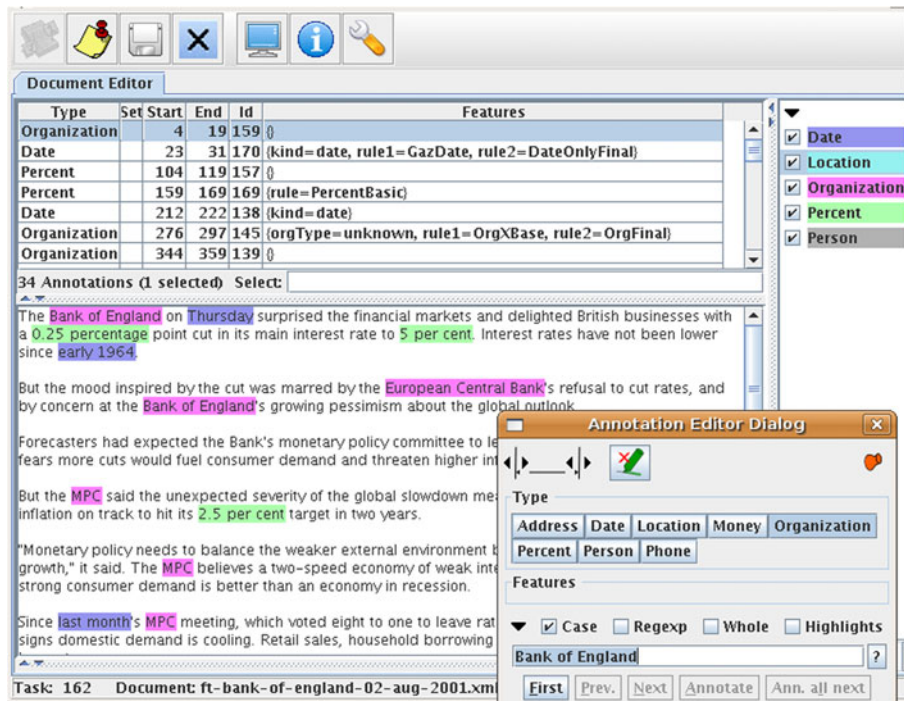 Document Editor
Type Set Start End Id Features
Organization 4 19 159 {}
Date 23 31 170 {kind=date, rule1=GazDate, rule2=DateOnlyFinal}
Percent 104 119 157 {}
Percent 159 169 169 {rule=PercentBasic}
Date 212 222 138 {kind=date}
Organization 276 297 145 {orgType=unknown, rule1=OrgXBase, rule2=OrgFinal}
Organization 344 359 139 {}
Date
Location
Organization
Percent
Person
34 Annotations (1 selected) Select:
The Bank of England on Thursday surprised the financial markets and delighted British businesses with
a 0.25 percentage point cut in its main interest rate to 5 per cent. Interest rates have not been lower
since early 1964.
But the mood inspired by the cut was marred by the European Central Bank's refusal to cut rates, and
by concern at the Bank of England's growing pessimism about the global outlook
Forecasters had expected the Bank's monetary policy committee to le
fears more cuts would fuel consumer demand and threaten higher in
But the MPC said the unexpected severity of the global slowdown mea
inflation on track to hit its 2.5 per cent target in two years.
"Monetary policy needs to balance the weaker external environment b
growth," it said. The MPC believes a two-speed economy of weak inte
strong consumer demand is better than an economy in recession.
Since last month's MPC meeting, which voted eight to one to leave rat
signs domestic demand is cooling. Retail sales, household borrowing
Task: 162 Document: ft-bank-of-england-02-aug-2001.xml
Annotation Editor Dialog
Type
Address Date Location Money Organization
Percent Person Phone
Features
Case Regexp Whole Highlights
Bank of England ?
First Prev. Next Annotate Ann. all next